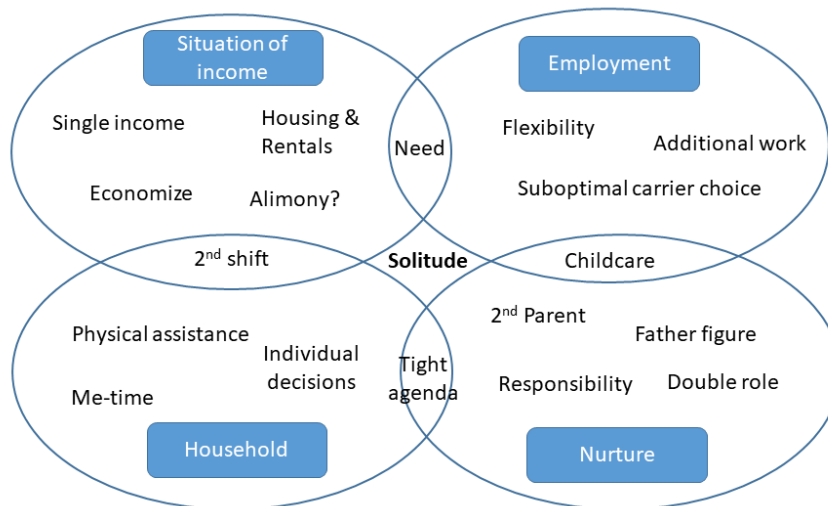 Situation of
income
Employment
Single income
Housing &
Rentals
Need
Flexibility
Additional work
Economize
Alimony?
Suboptimal carrier choice
2nd shift
Solitude
Childcare
Physical assistance
Individual
decisions
Me-time
Tight
agenda
2nd Parent
Father figure
Responsibility
Double role
Household
Nurture